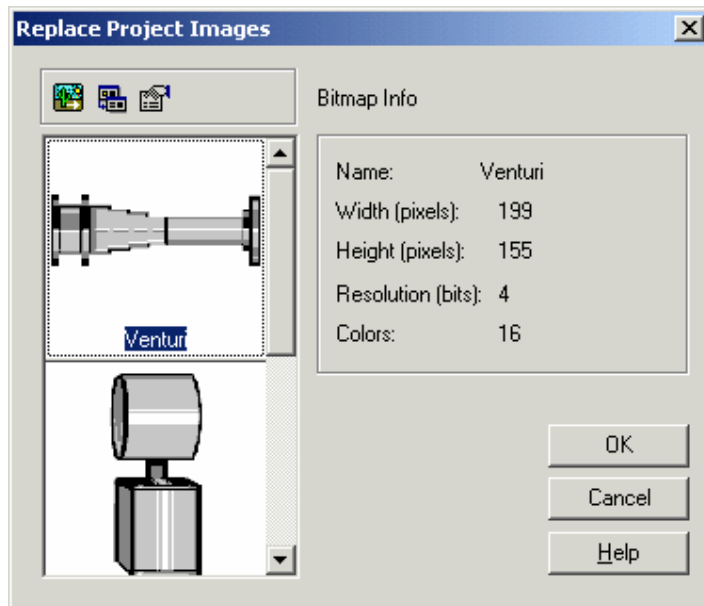 Replace Project Images
Bitmap Info
Name: Venturi
Width (pixels): 199
Height (pixels): 155
Resolution (bits): 4
Colors: 16
Venturi
OK
Cancel
Help